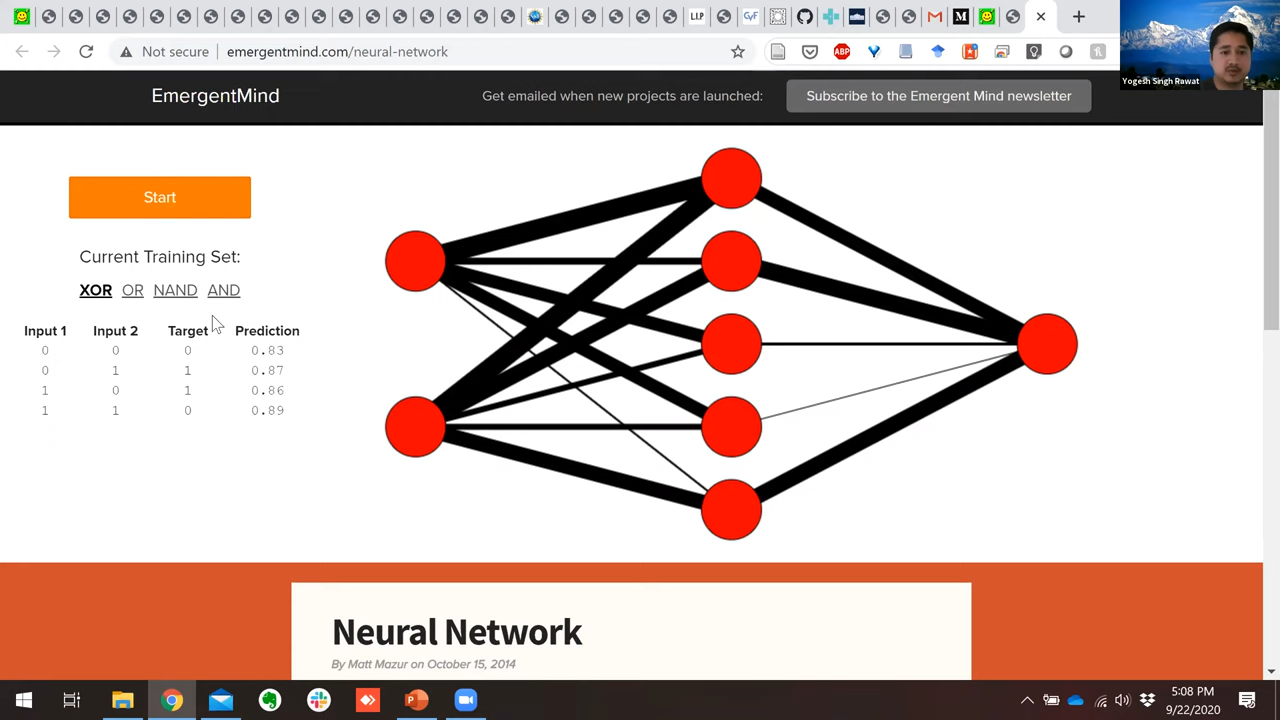 LLP
GVF
M
Not secure
emergentmind.com/neural-network
ABP
Yogesh Singh Rawat
EmergentMind
Get emailed when new projects are launched:
Subscribe to the Emergent Mind newsletter
Start
Current Training Set:
XOR OR NAND AND
Input 1 Input 2 Target Prediction
0 0 0 0.83
0 1 1 0.87
1 0 1 0.86
1 1 0 0.89
Neural Network
By Matt Mazur on October 15, 2014
5:08 PM
9/22/2020